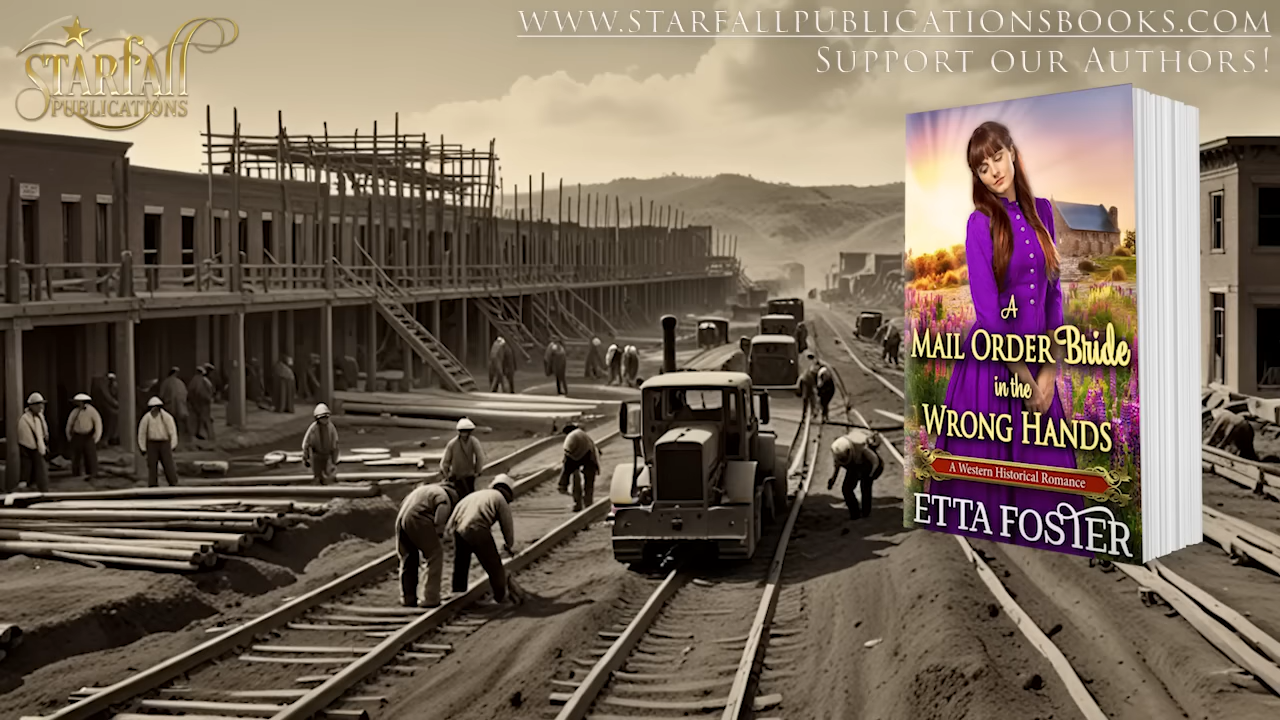 STARfall
PUBLICATIONS
WWW.STARFALLPUBLICATIONSBOOKS.COM
SUPPORT OUR AUTHORS!
A
MAIL ORDER Bride
in the
WRONG HANDS
A Western Historical Romance
ETTA FOSTER